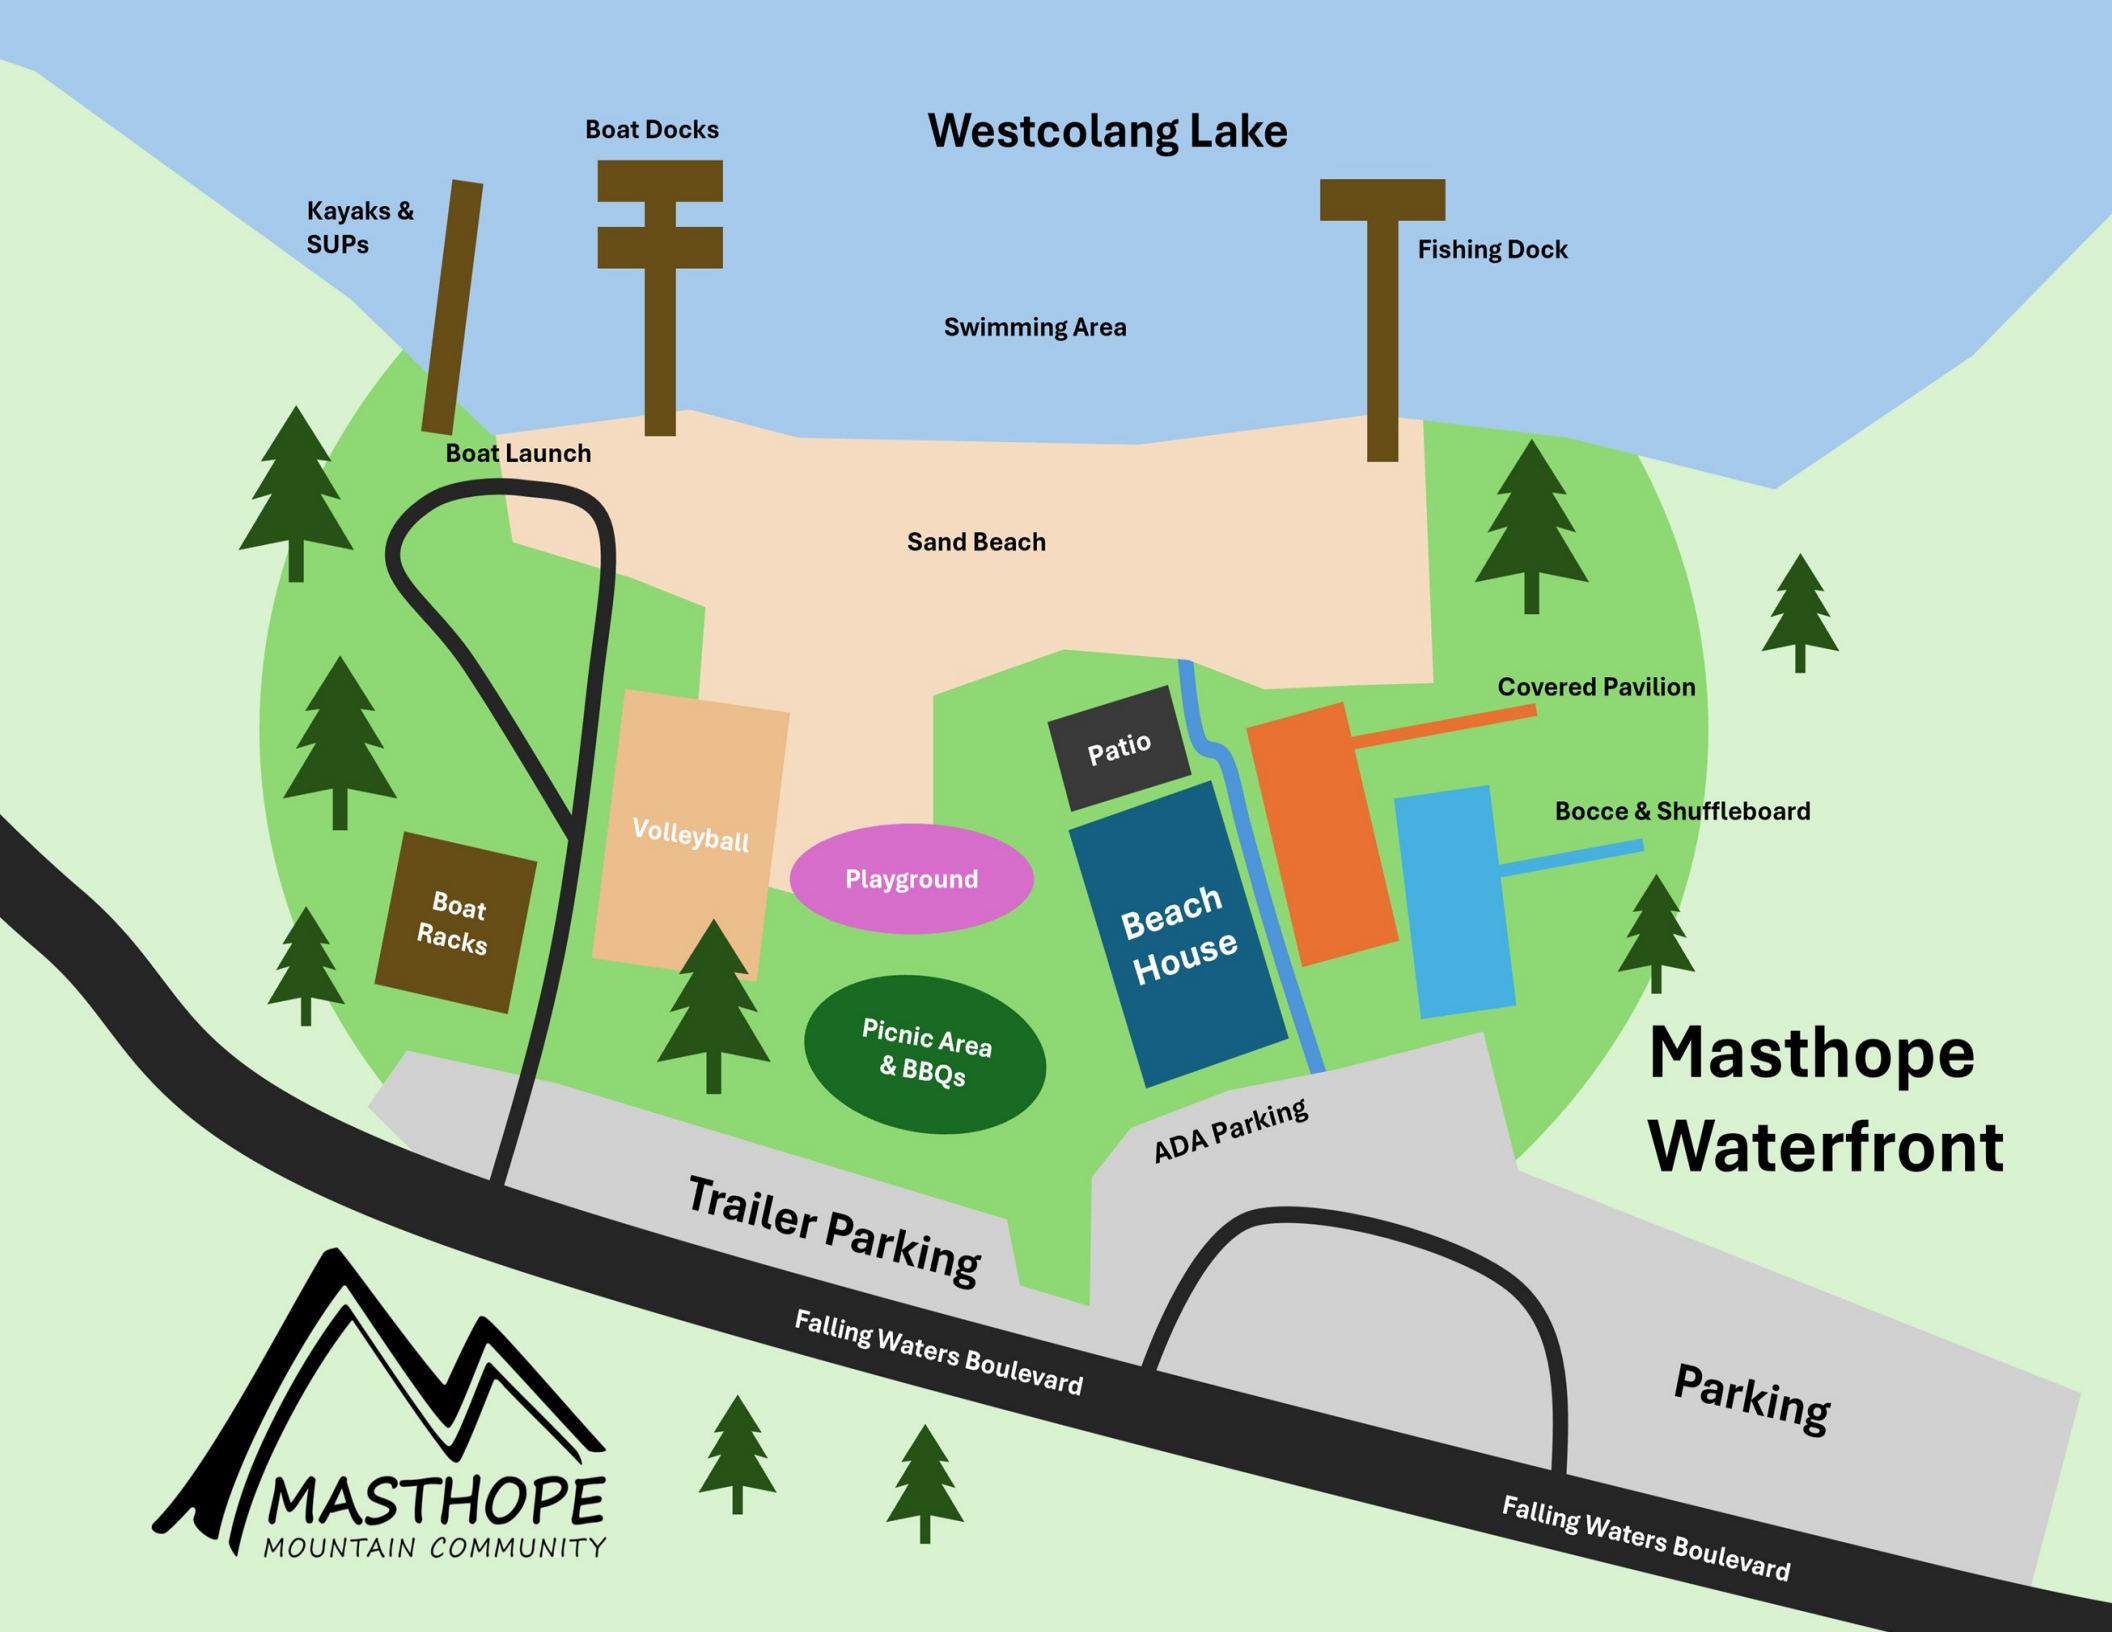 Boat Docks
Westcolang Lake
Kayaks &
SUPs
Fishing Dock
Swimming Area
Boat Launch
Sand Beach
Covered Pavilion
Patio
Bocce & Shuffleboard
Volleyball
Playground
Boat
Racks
Beach
House
Picnic Area
& BBQs
Masthope
Waterfront
ADA Parking
Trailer Parking
Falling Waters Boulevard
Parking
Falling Waters Boulevard
MASTHOPE
MOUNTAIN COMMUNITY